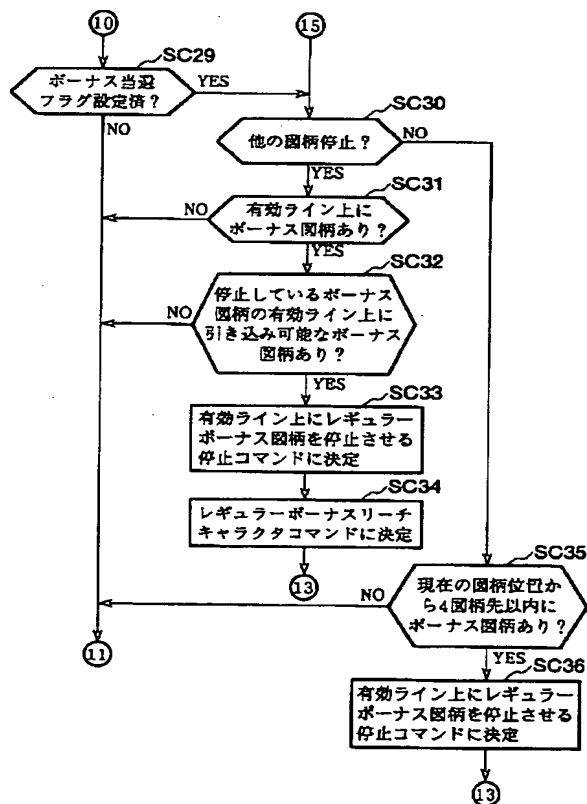 ⑩
⑮
SC29
ボーナス当選
フラグ設定済？
YES
NO
SC30
他の図柄停止？
NO
YES
SC31
有効ライン上に
ボーナス図柄あり？
NO
YES
SC32
停止しているボーナス
図柄の有効ライン上に
引き込み可能なボーナス
図柄あり？
NO
YES
SC33
有効ライン上にレギュラー
ボーナス図柄を停止させる
停止コマンドに決定
SC34
レギュラーボーナスリーチ
キャラクタコマンドに決定
⑬
SC35
現在の図柄位置か
ら4図柄先以内に
ボーナス図柄あり？
NO
YES
⑪
SC36
有効ライン上にレギュラー
ボーナス図柄を停止させる
停止コマンドに決定
⑬